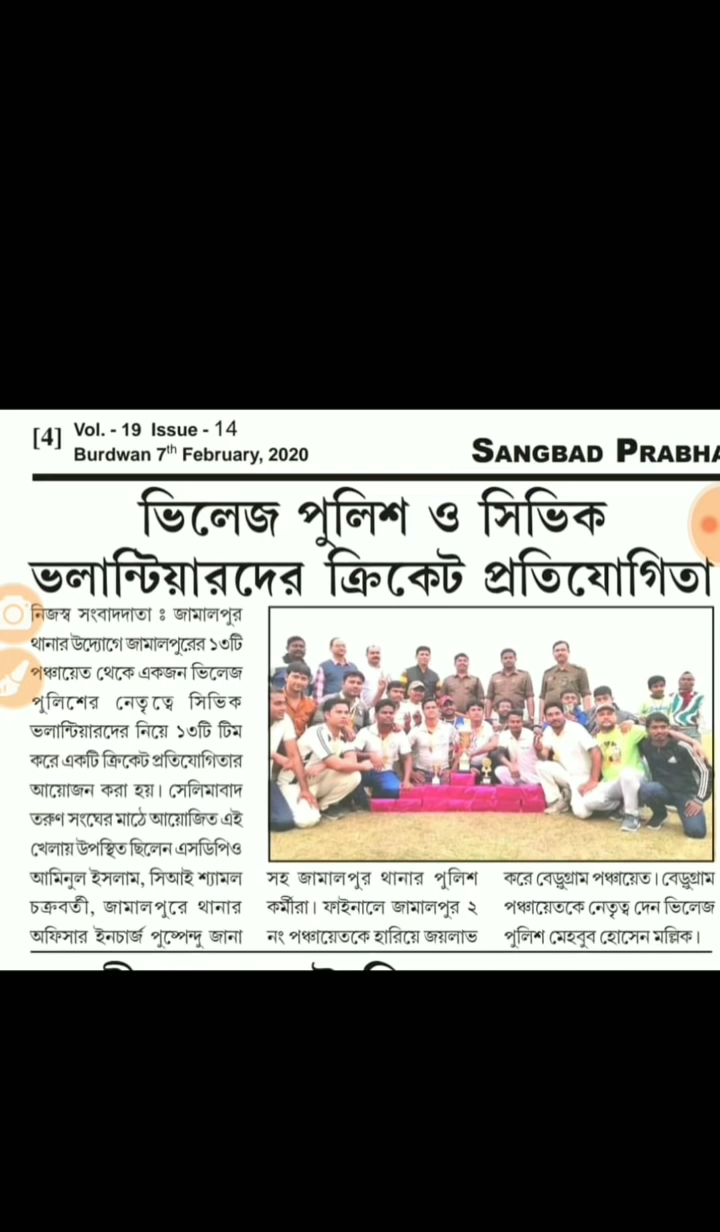 [4] Vol. - 19 Issue - 14
Burdwan 7th February, 2020
SANGBAD PRABHA
ভিলেজ পুলিশ ও সিভিক
ভলান্টিয়ারদের ক্রিকেট প্রতিযোগিতা
নিজস্ব সংবাদদাতা ঃ জামালপুর
থানার উদ্যোগে জামালপুরের ১৩টি
পঞ্চায়েত থেকে একজন ভিলেজ
পুলিশের নেতৃত্বে সিভিক
ভলান্টিয়ারদের নিয়ে ১৩টি টিম
করে একটি ক্রিকেট প্রতিযোগিতার
আয়োজন করা হয়। সেলিমাবাদ
তরুণ সংঘের মাঠে আয়োজিত এই
খেলায় উপস্থিত ছিলেন এসডিপিও
আমিনুল ইসলাম, সিআই শ্যামল
চক্রবর্তী, জামালপুরে থানার
অফিসার ইনচার্জ পুষ্পেন্দু জানা
সহ জামালপুর থানার পুলিশ
কর্মীরা। ফাইনালে জামালপুর ২
নং পঞ্চায়েতকে হারিয়ে জয়লাভ
করে বেড়ুগ্রাম পঞ্চায়েত। বেড়ুগ্রাম
পঞ্চায়েতকে নেতৃত্ব দেন ভিলেজ
পুলিশ মেহবুব হোসেন মল্লিক।